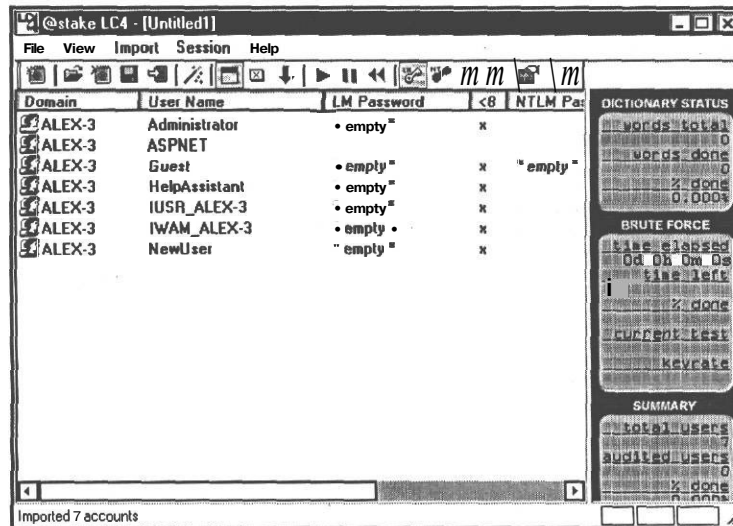 @stake LC4 - [Untitled1]
File View Import Session Help
m m m
Domain User Name LM Password <8 NTLM Pa
ALEX-3 Administrator • empty * x
ALEX-3 ASPNET
ALEX-3 Guest • empty * x * empty *
ALEX-3 HelpAssistant • empty * x
ALEX-3 IUSR_ALEX-3 • empty * x
ALEX-3 IWAM_ALEX-3 • empty • x
ALEX-3 NewUser " empty * x
DICTIONARY STATUS
words total
0
words done
0
% done
0.000%
BRUTE FORCE
time elapsed
0d 0h 0m 0s
time left
i
% done
current test
keyrate
SUMMARY
total users
7
audited users
0
% done
0.000%
Imported 7 accounts